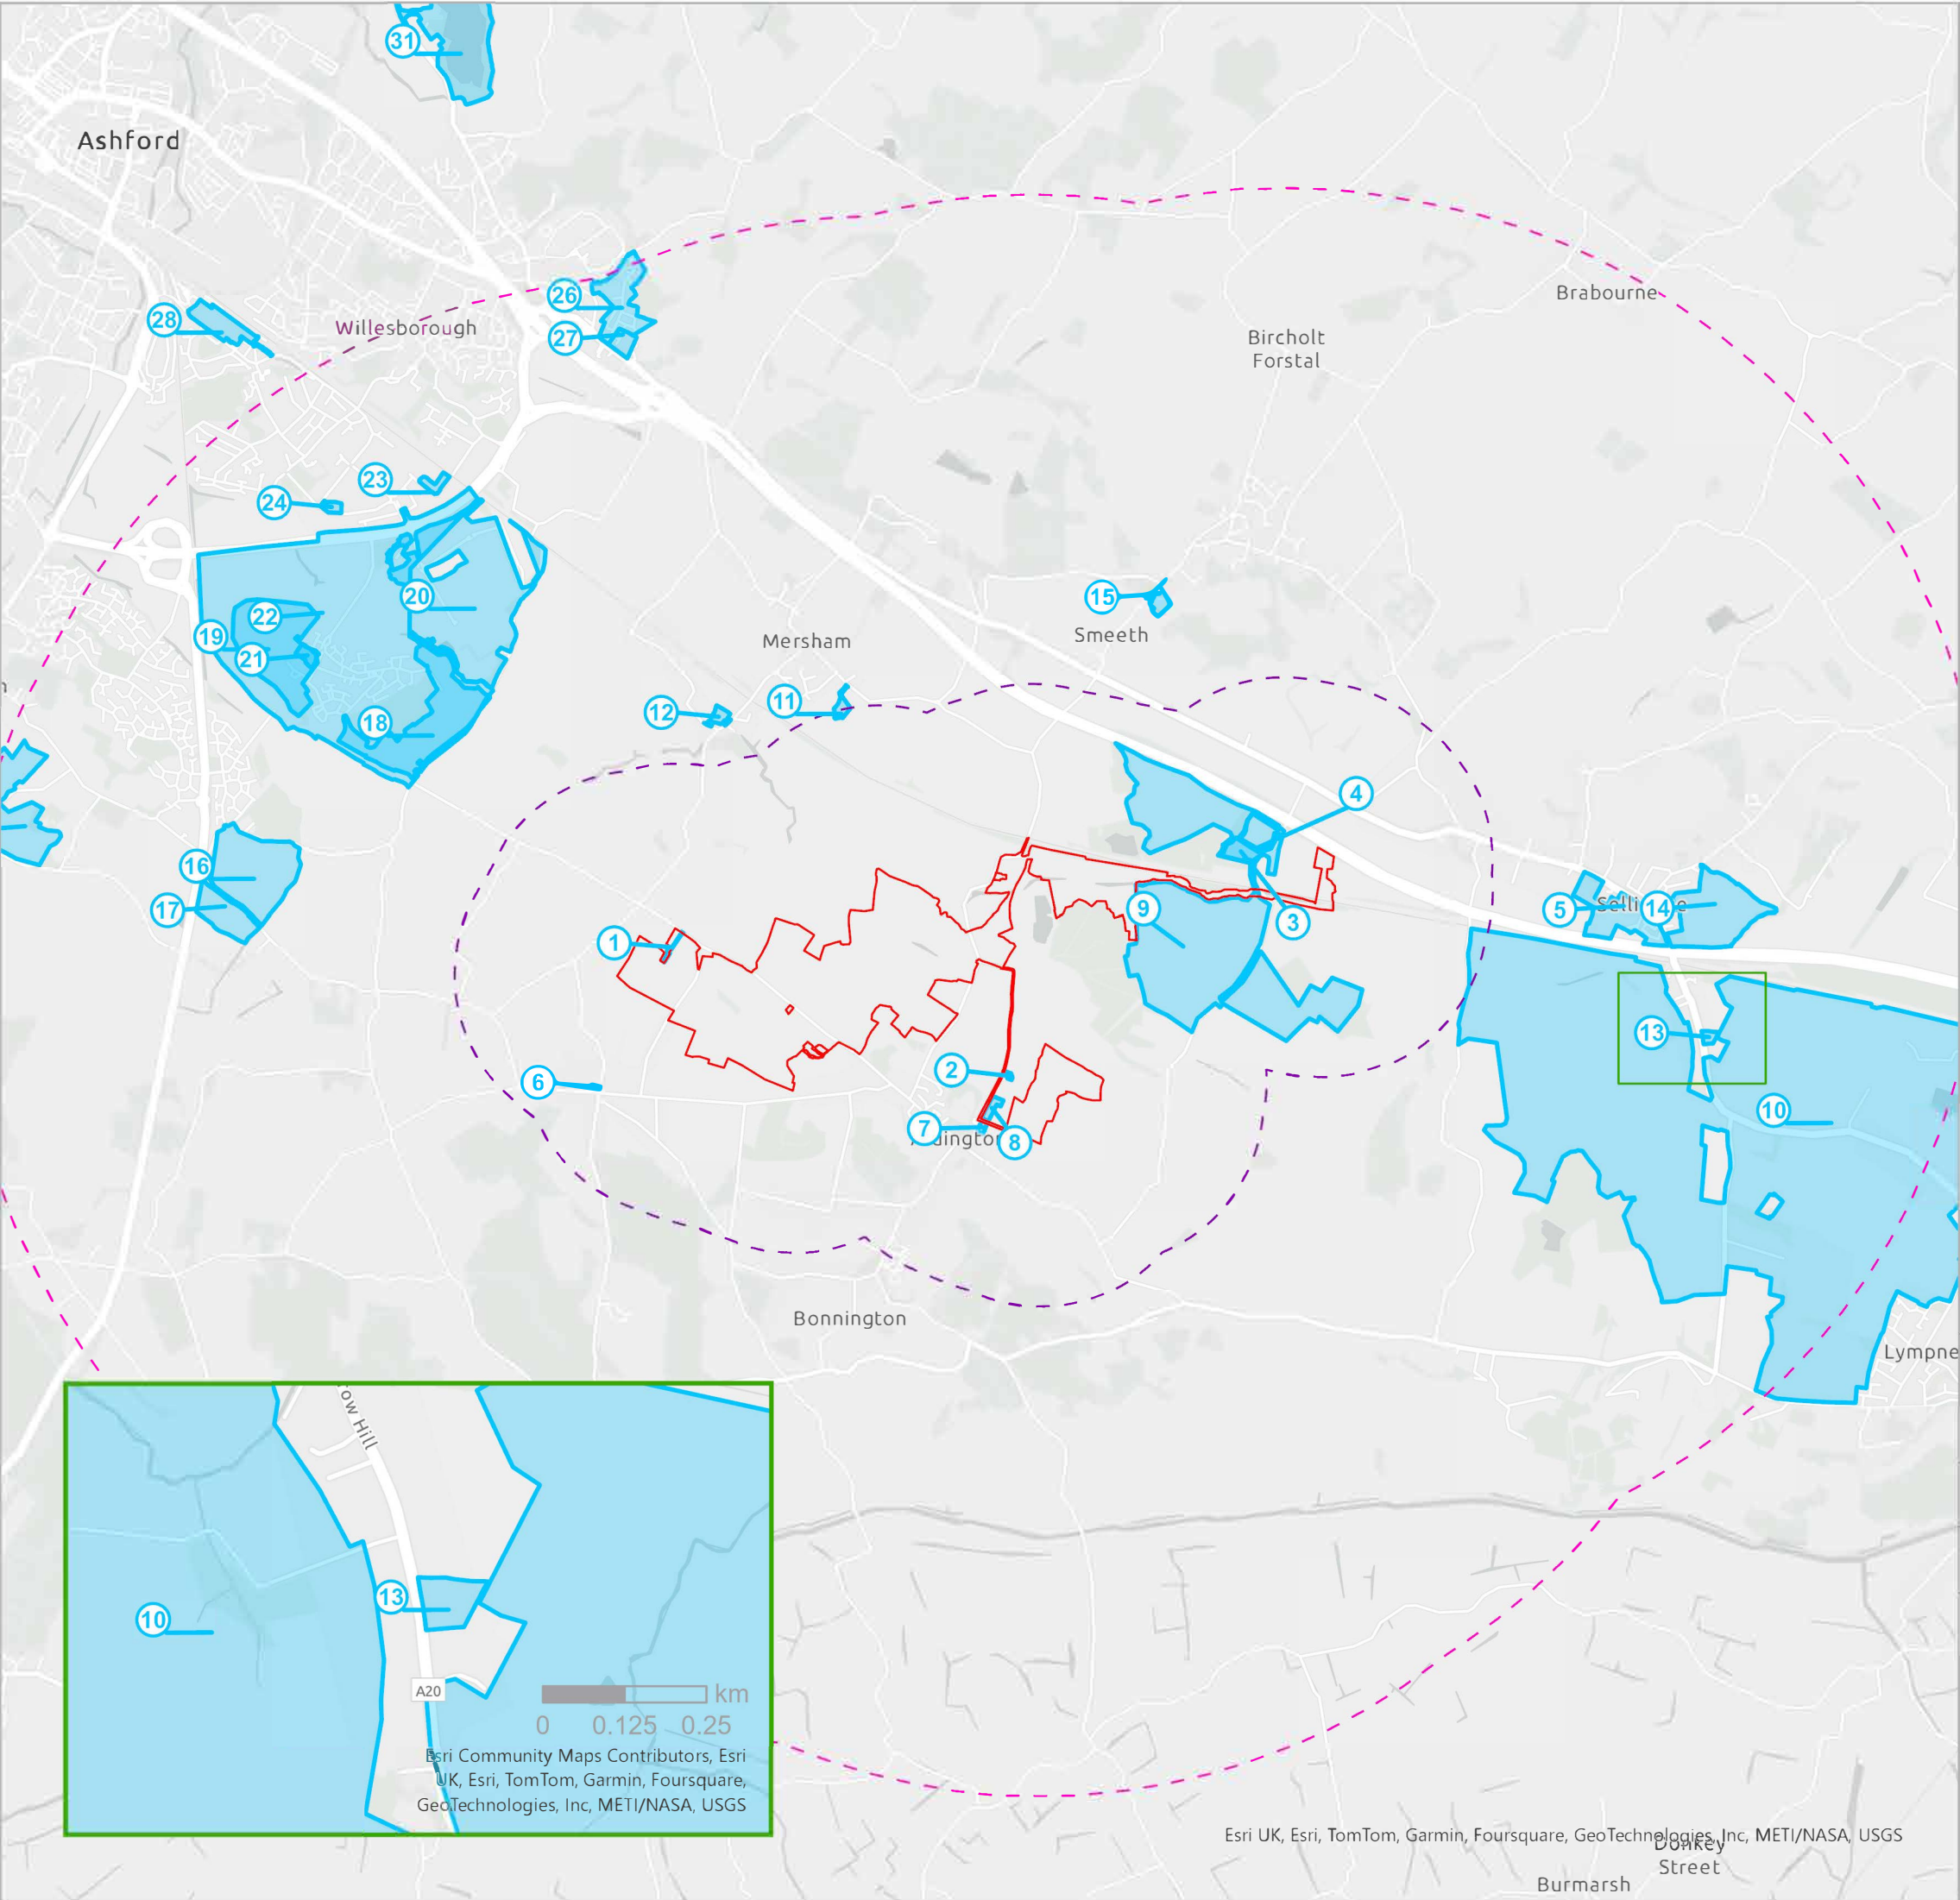 31
Ashford
Brabourne
26
28
Willesborough
27
Bircholt
Forstal
23
24
20
15
22
19
Smeeth
21
Mersham
11
12
18
4
16
14
5
17
9
3
1
13
2
6
10
7
8
Bonnington
Lympne
13
10
A20
km
0
0.125
0.25
Esri Community Maps Contributors, Esri
UK, Esri, TomTom, Garmin, Foursquare,
GeoTechnologies, Inc, METI/NASA, USGS
Esri UK, Esri, TomTom, Garmin, Foursquare, GeoTechnologies, Inc, METI/NASA, USGS
Donkey
Street
Burmarsh